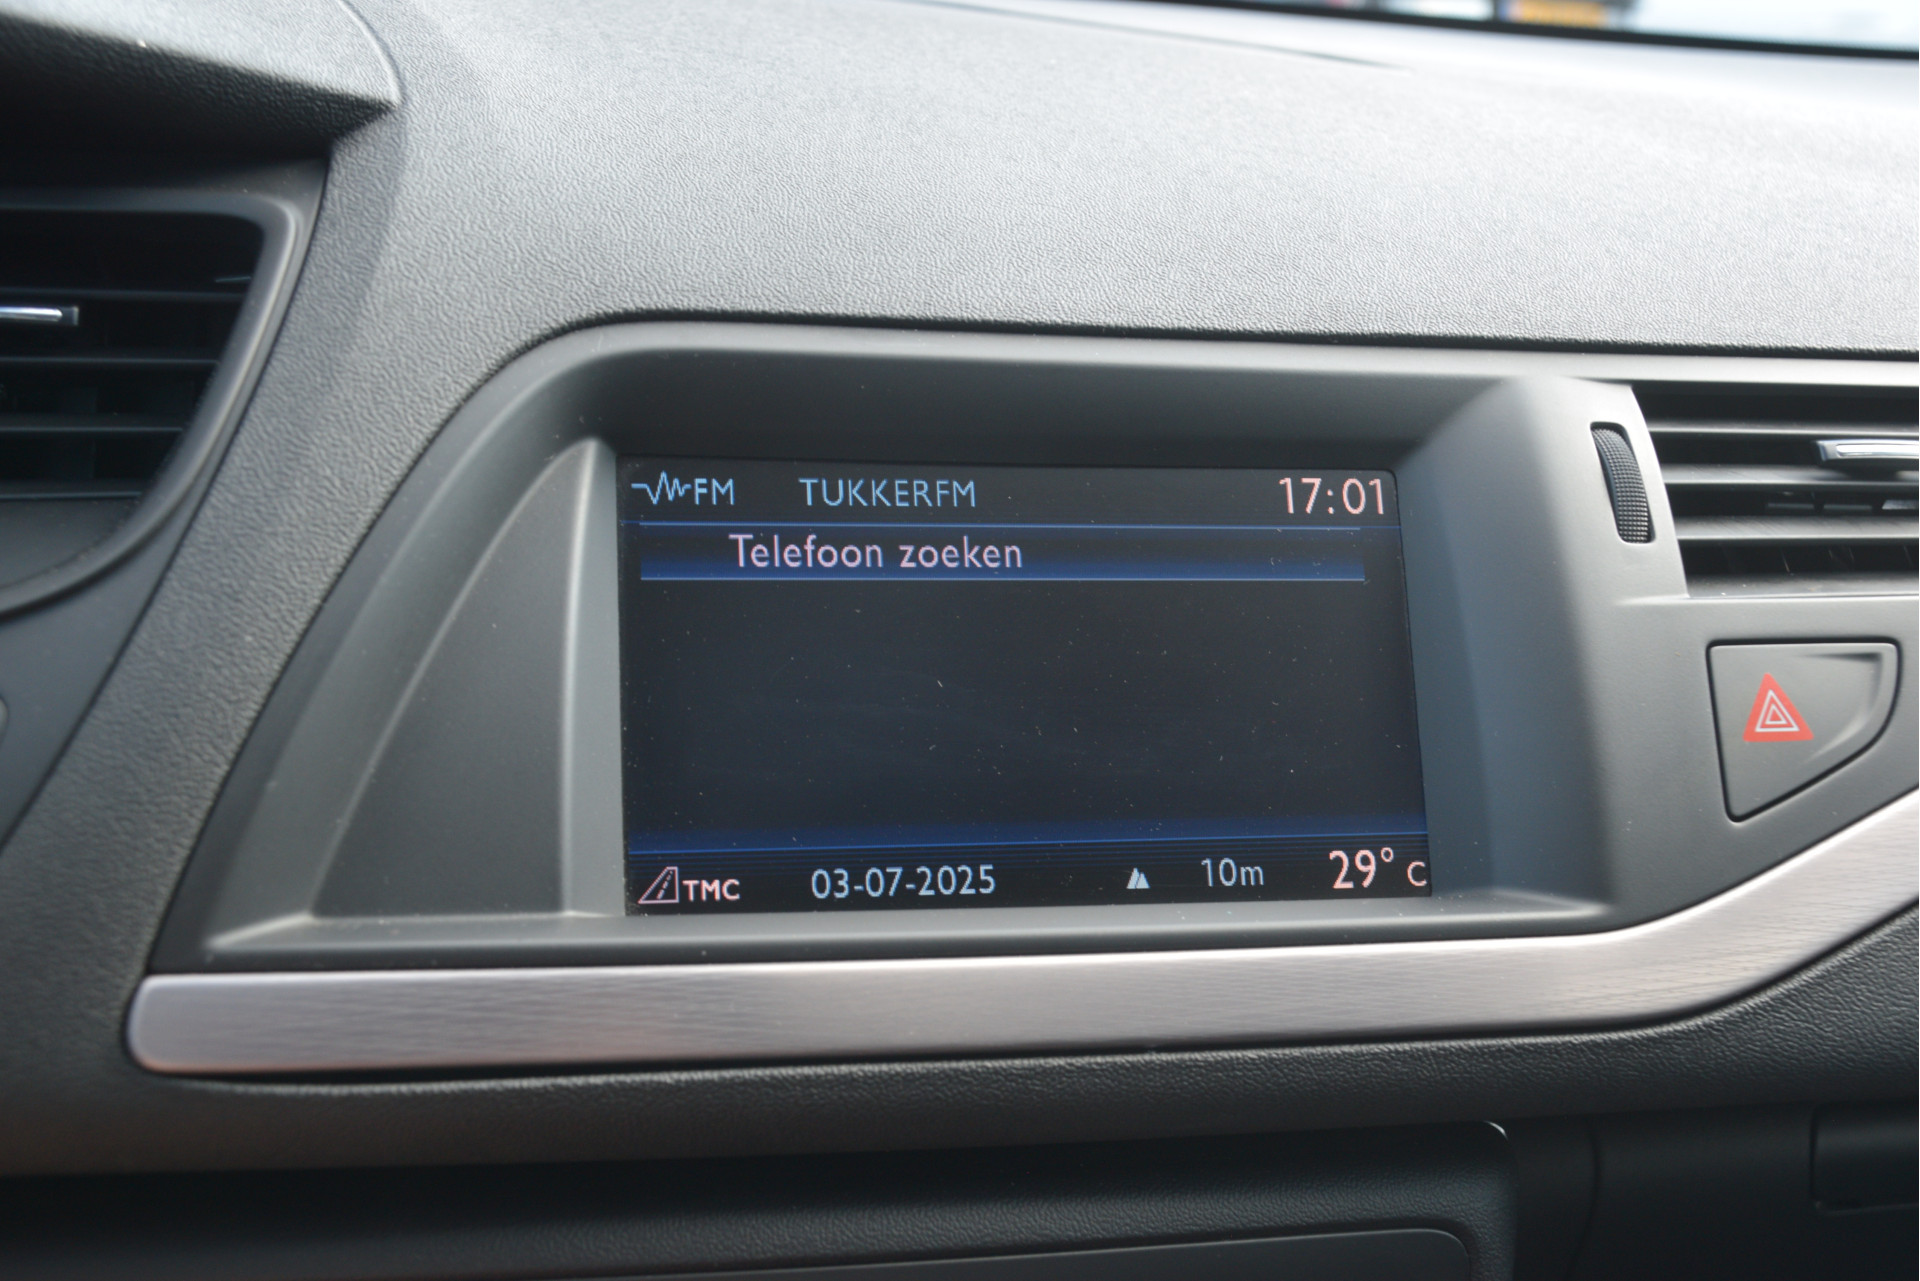 FM TUKKERFM 17:01
Telefoon zoeken
TMC 03-07-2025 10m 29° C